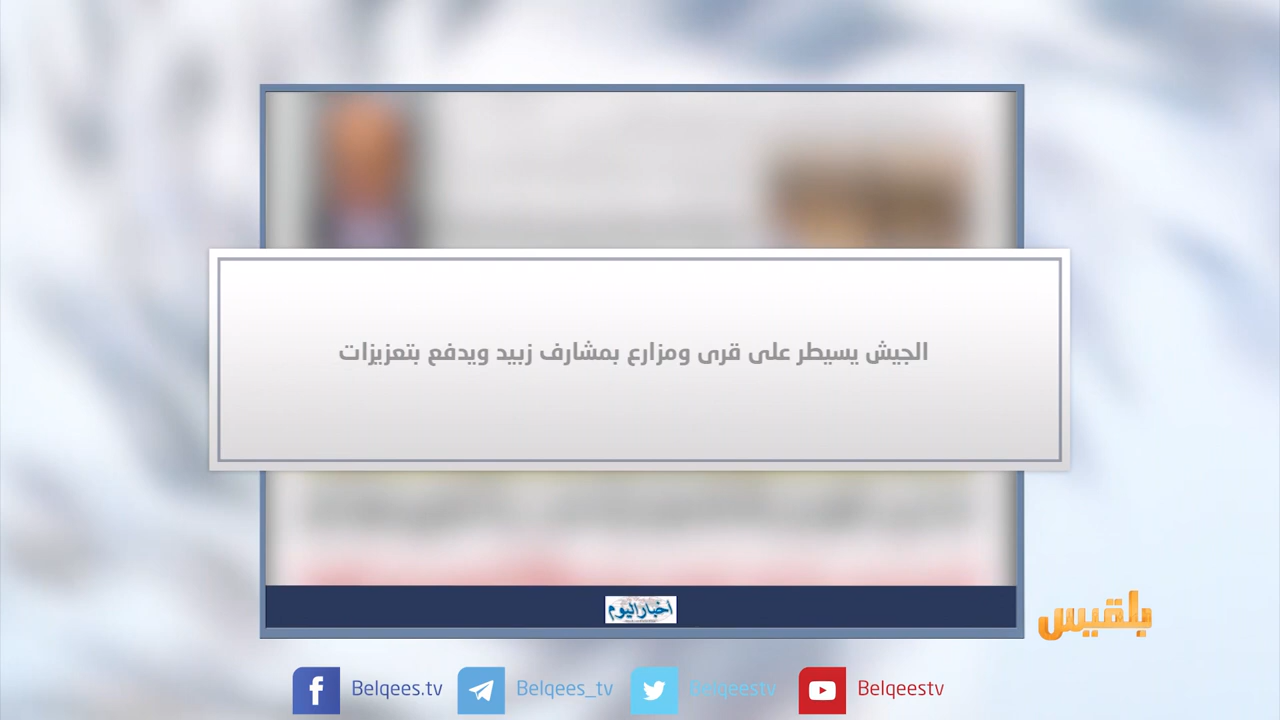 الجيش يسيطر على قرى ومزارع بمشارف زبيد ويدفع بتعزيزات
أخبار اليوم
بلقيس
Belqees.tv
Belqees_tv
Belqeestv
Belqeestv